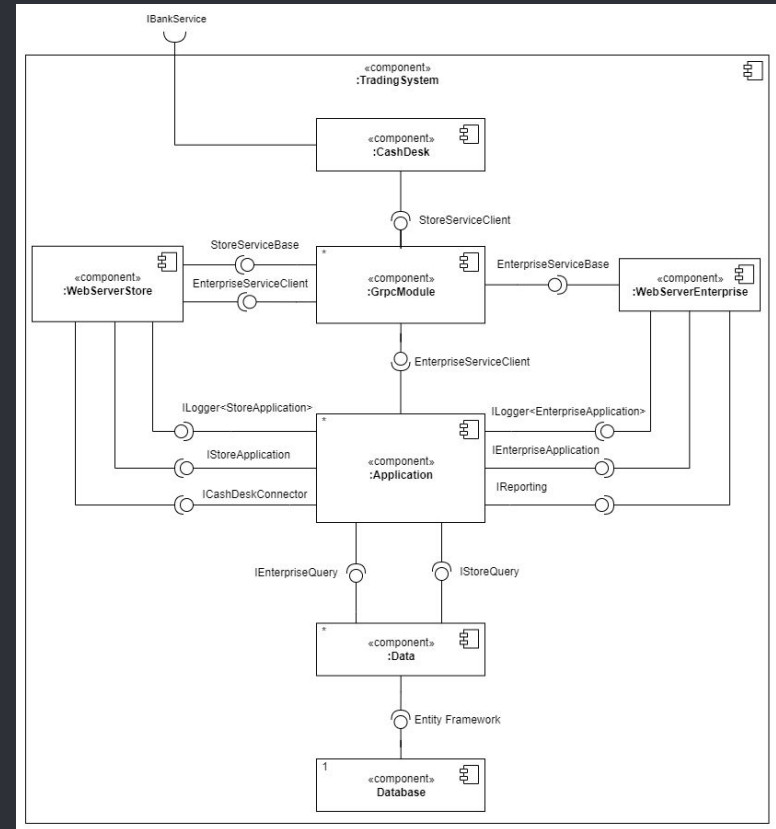 IBankService
«component»
:TradingSystem
«component»
:CashDesk
StoreServiceClient
«component»
:WebServerStore
StoreServiceBase
EnterpriseServiceClient
*
«component»
:GrpcModule
EnterpriseServiceBase
«component»
:WebServerEnterprise
EnterpriseServiceClient
ILogger<StoreApplication>
IStoreApplication
ICashDeskConnector
*
«component»
:Application
ILogger<EnterpriseApplication>
IEnterpriseApplication
IReporting
IEnterpriseQuery
IStoreQuery
*
«component»
:Data
Entity Framework
1
«component»
Database